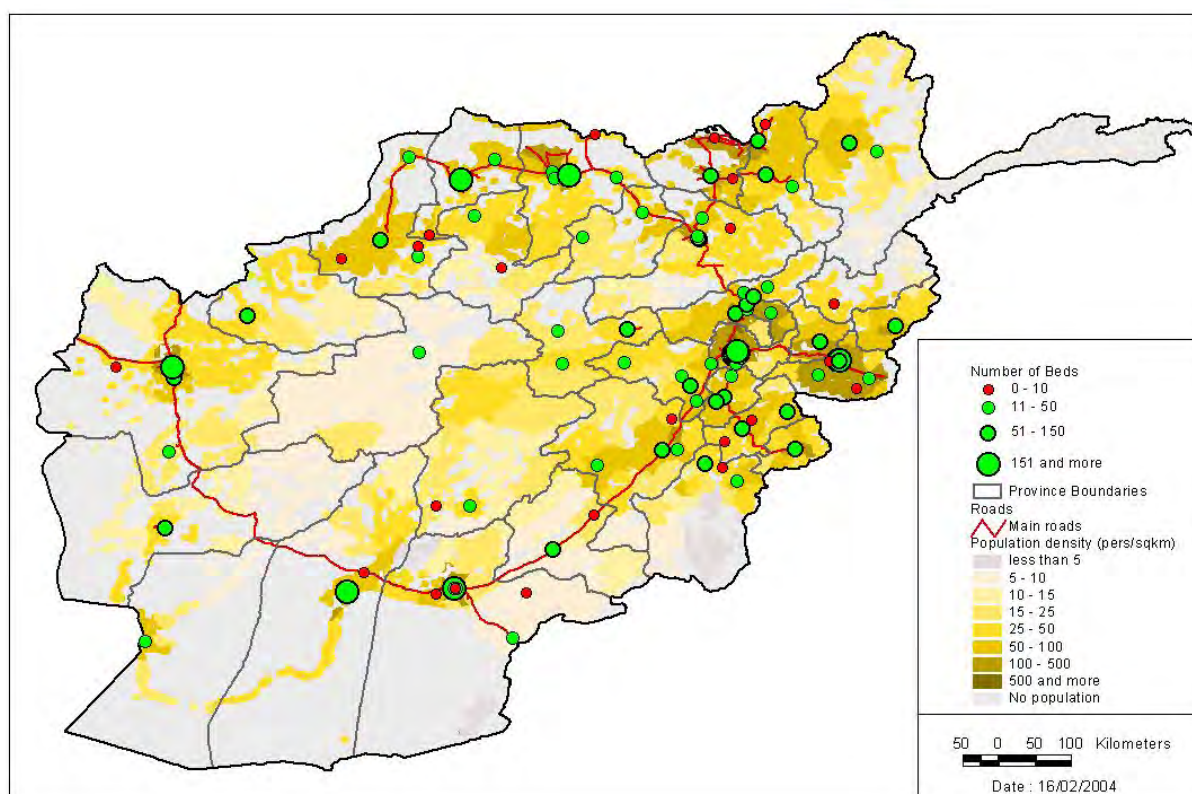 Number of Beds
0 - 10
11 - 50
51 - 150
151 and more
Province Boundaries
Roads
Main roads
Population density (pers/sqkm)
less than 5
5 - 10
10 - 15
15 - 25
25 - 50
50 - 100
100 - 500
500 and more
No population
50 0 50 100 Kilometers
Date : 16/02/2004